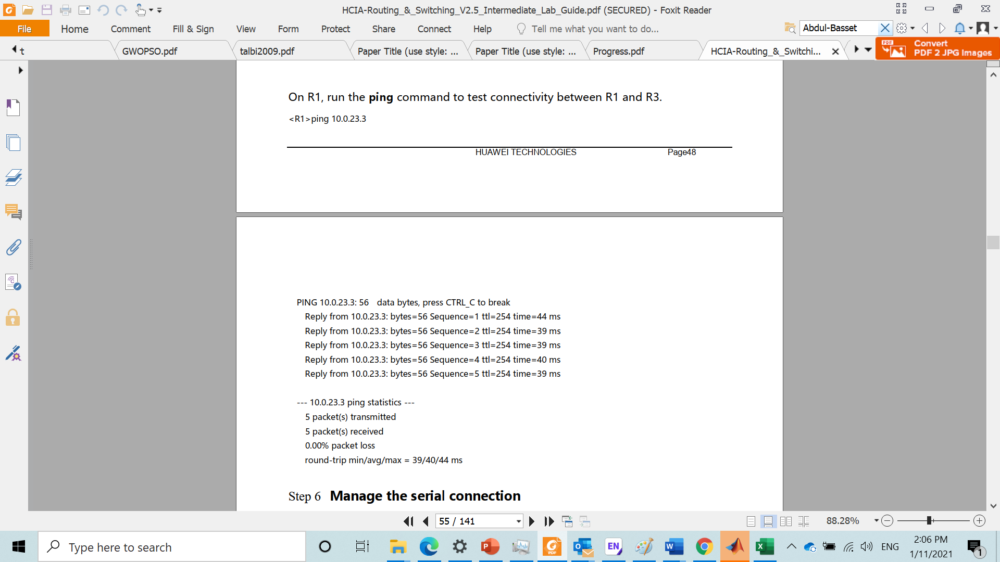 HCIA-Routing_&_Switching_V2.5_Intermediate_Lab_Guide.pdf (SECURED) - Foxit Reader
File Home Comment Fill & Sign View Form Protect Share Connect Help Tell me what you want to do... Abdul-Basset
t GWOPSO.pdf talbi2009.pdf Paper Title (use style: ... Paper Title (use style: ... Progress.pdf HCIA-Routing_&_Switchi...
PDF Convert
PDF 2 JPG Images
On R1, run the ping command to test connectivity between R1 and R3.
<R1>ping 10.0.23.3
HUAWEI TECHNOLOGIES Page48
PING 10.0.23.3: 56 data bytes, press CTRL_C to break
Reply from 10.0.23.3: bytes=56 Sequence=1 ttl=254 time=44 ms
Reply from 10.0.23.3: bytes=56 Sequence=2 ttl=254 time=39 ms
Reply from 10.0.23.3: bytes=56 Sequence=3 ttl=254 time=39 ms
Reply from 10.0.23.3: bytes=56 Sequence=4 ttl=254 time=40 ms
Reply from 10.0.23.3: bytes=56 Sequence=5 ttl=254 time=39 ms
--- 10.0.23.3 ping statistics ---
5 packet(s) transmitted
5 packet(s) received
0.00% packet loss
round-trip min/avg/max = 39/40/44 ms
Step 6 Manage the serial connection
55 / 141 88.28%
Type here to search
EN
ENG
2:06 PM
1/11/2021
1